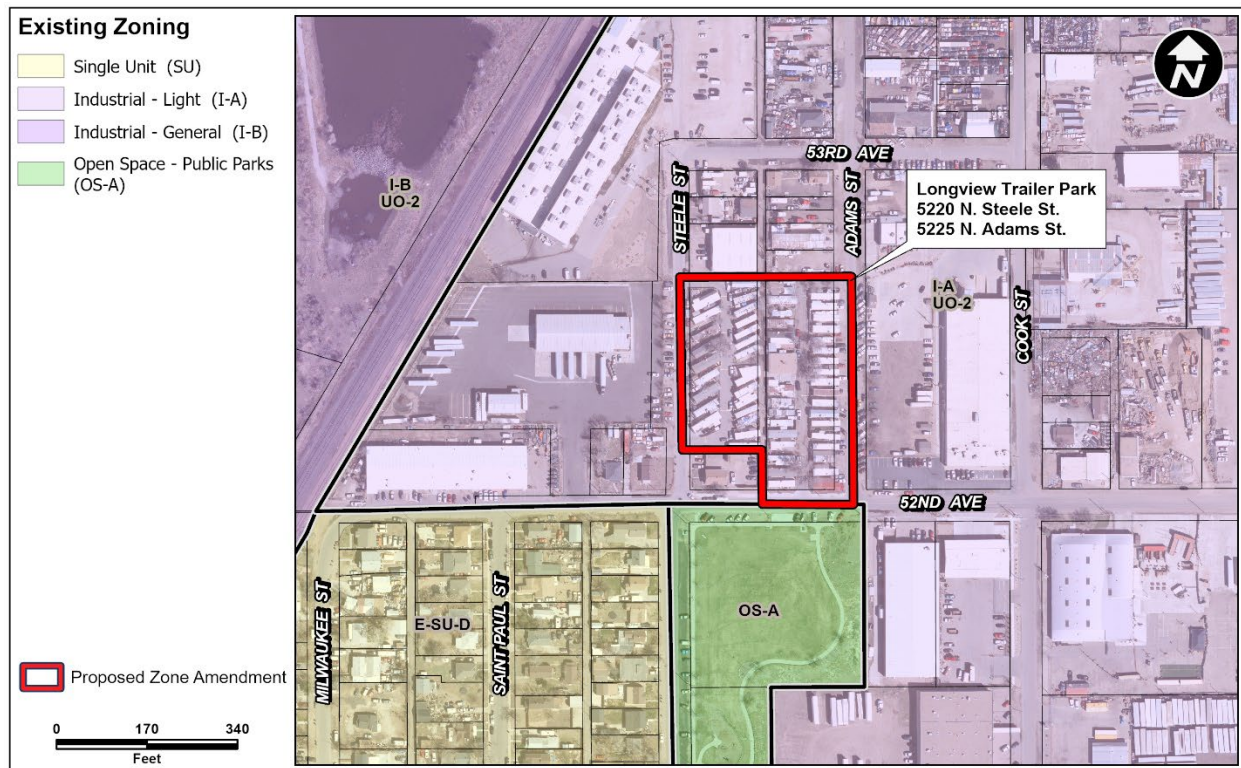 Existing Zoning
Single Unit (SU)
Industrial - Light (I-A)
Industrial - General (I-B)
Open Space - Public Parks
(OS-A)
Proposed Zone Amendment
0 170 340
Feet
N
53RD AVE
I-B
UO-2
STEELE ST
ADAMS ST
Longview Trailer Park
5220 N. Steele St.
5225 N. Adams St.
I-A
UO-2
COOK ST
52ND AVE
MILWAUKEE ST
E-SU-D
SAINT PAUL ST
OS-A